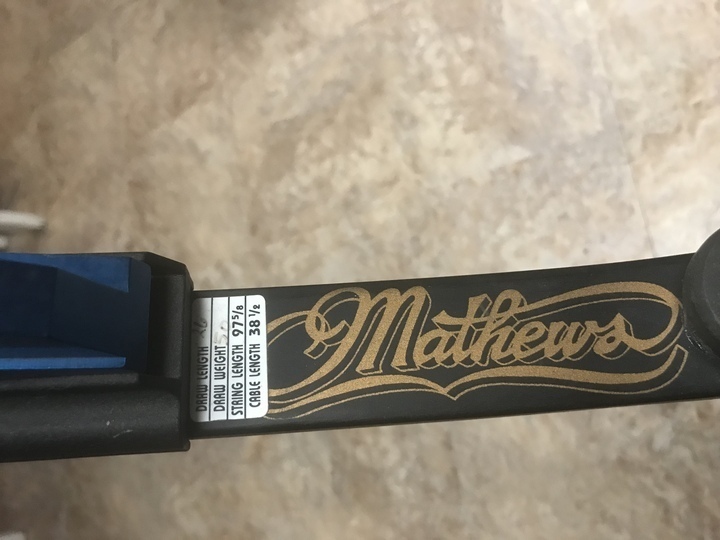 Mathews
DRAW LENGTH
DRAW WEIGHT
STRING LENGTH 97 5/8
CABLE LENGTH 38 1/2